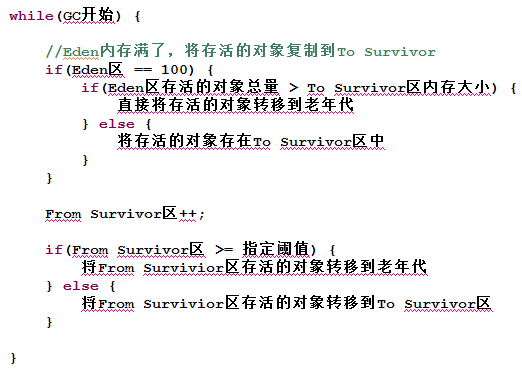 while(GC开始) {
//Eden内存满了，将存活的对象复制到To Survivor
if(Eden区 == 100) {
if(Eden区存活的对象总量 > To Survivor区内存大小) {
直接将存活的对象转移到老年代
} else {
将存活的对象存在To Survivor区中
}
}
From Survivor区++;
if(From Survivor区 >= 指定阈值) {
将From Survivior区存活的对象转移到老年代
} else {
将From Survivior区存活的对象转移到To Survivor区
}
}